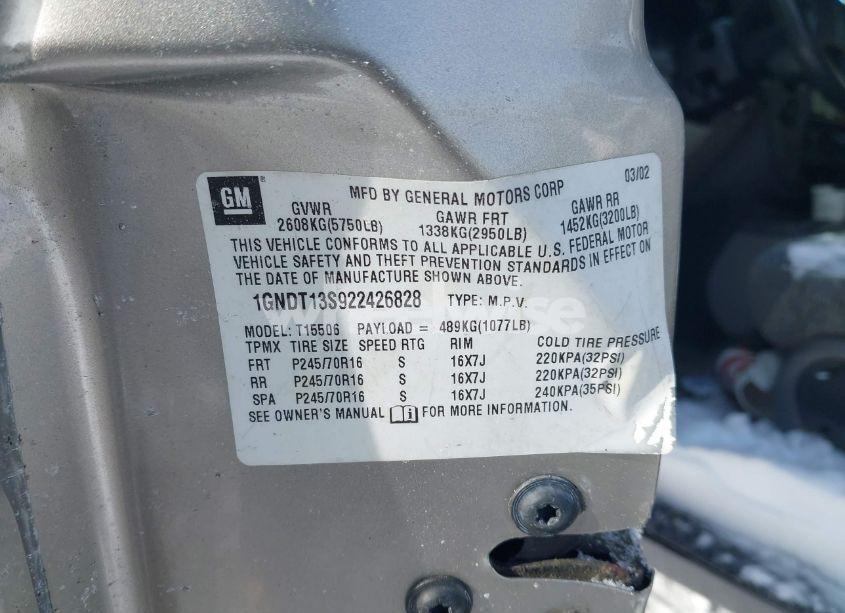 GM ®
MFD BY GENERAL MOTORS CORP 03/02
GVWR GAWR FRT GAWR RR
2608KG(5750LB) 1338KG(2950LB) 1452KG(3200LB)
THIS VEHICLE CONFORMS TO ALL APPLICABLE U.S. FEDERAL MOTOR
VEHICLE SAFETY AND THEFT PREVENTION STANDARDS IN EFFECT ON
THE DATE OF MANUFACTURE SHOWN ABOVE.
1GNDT13S922426828 TYPE: M.P.V.
MODEL: T15506 PAYLOAD = 489KG(1077LB)
TPMX TIRE SIZE SPEED RTG RIM COLD TIRE PRESSURE
FRT P245/70R16 S 16X7J 220KPA(32PSI)
RR P245/70R16 S 16X7J 220KPA(32PSI)
SPA P245/70R16 S 16X7J 240KPA(35PSI)
SEE OWNER'S MANUAL FOR MORE INFORMATION.